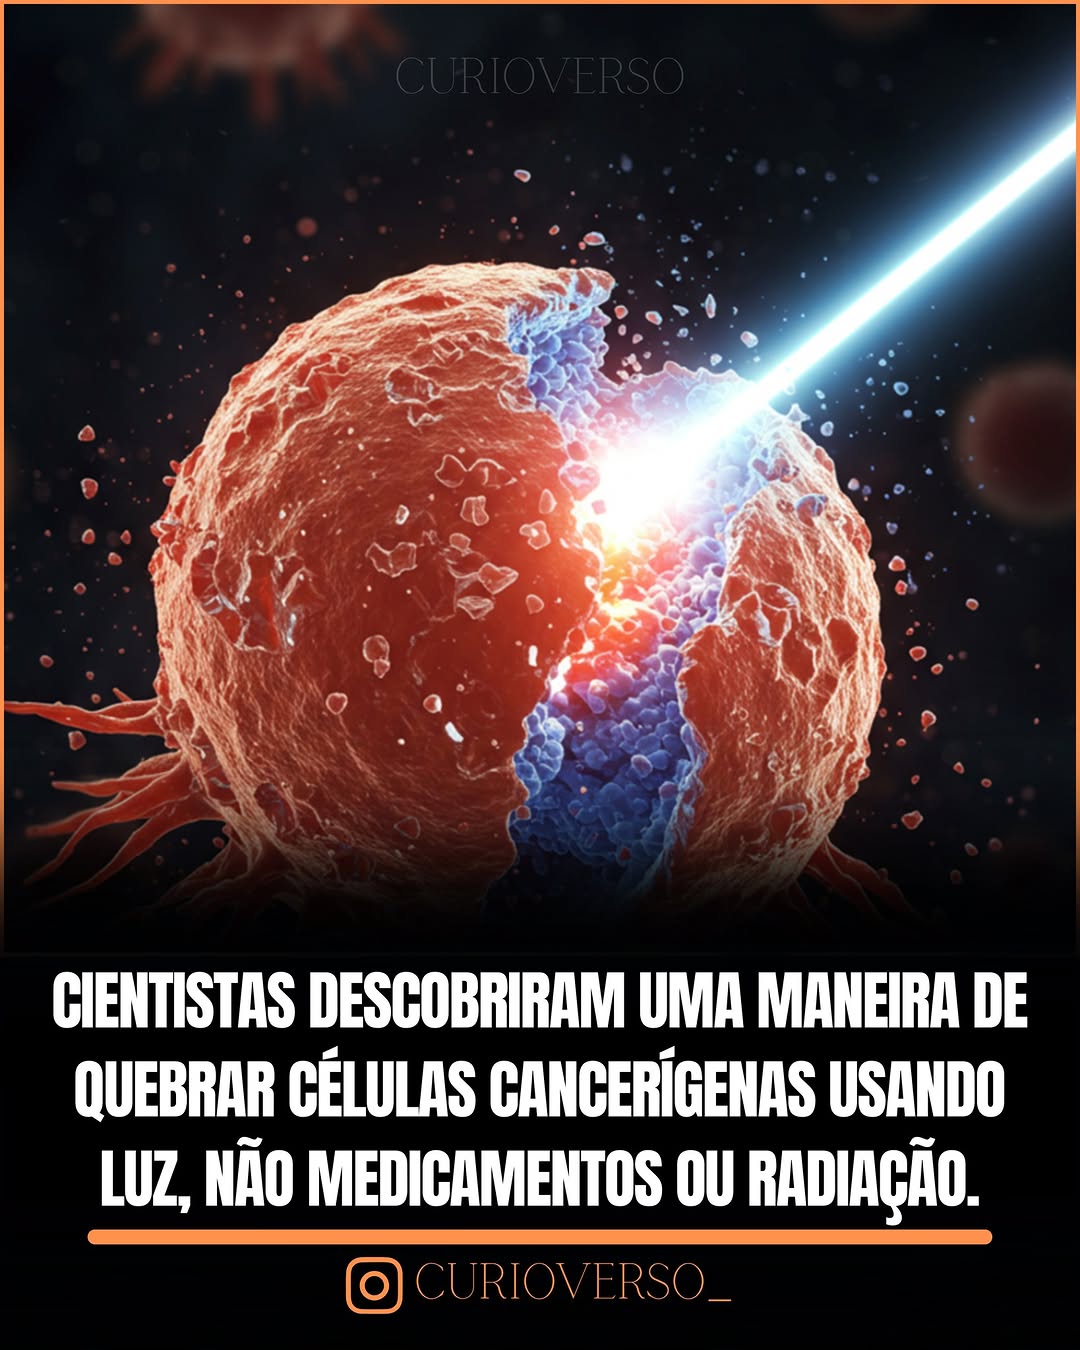 CURIOVERSO
CIENTISTAS DESCOBRIRAM UMA MANEIRA DE
QUEBRAR CÉLULAS CANCERÍGENAS USANDO
LUZ, NÃO MEDICAMENTOS OU RADIAÇÃO.
CURIOVERSO_